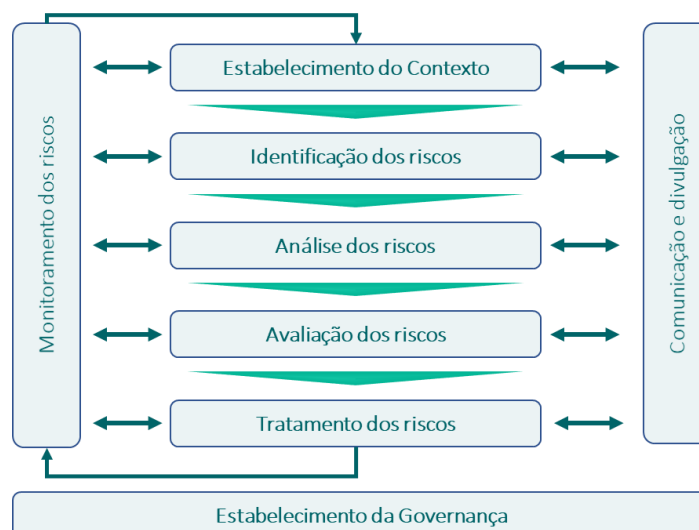 Monitoramento dos riscos
Estabelecimento do Contexto
Identificação dos riscos
Análise dos riscos
Avaliação dos riscos
Tratamento dos riscos
Comunicação e divulgação
Estabelecimento da Governança